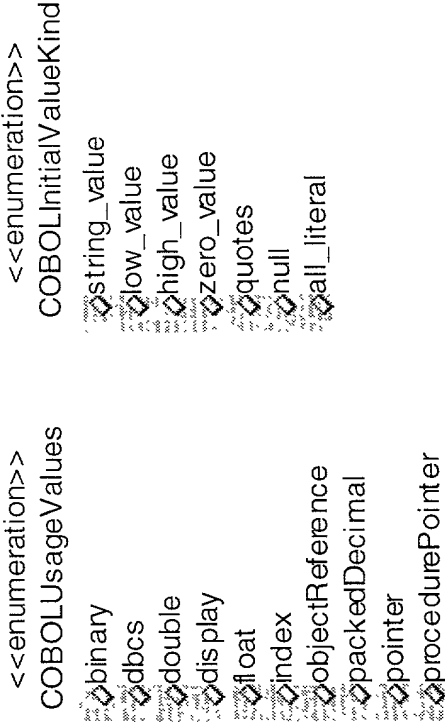 <<enumeration>>
COBOLUsageValues
binary
dbcs
double
display
float
index
objectReference
packedDecimal
pointer
procedurePointer
<<enumeration>>
COBOLInitialValueKind
string_value
low_value
high_value
zero_value
quotes
null
all_literal